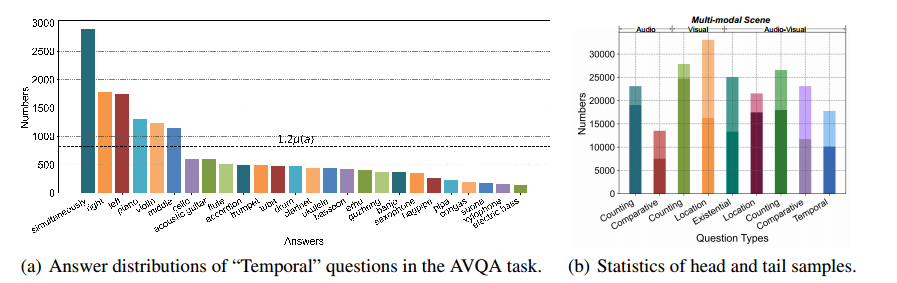 3000
2500
2000
1500
1000
500
0
Numbers
1.2μ(a)
simultaneously
right
left
piano
violin
middle
cello
acoustic guitar
flute
accordion
trumpet
tuba
drum
clarinet
ukulele
bassoon
erhu
guzheng
banjo
saxophone
bagpipe
pipa
congas
suona
xylophone
electric bass
Answers
(a) Answer distributions of “Temporal” questions in the AVQA task.
Multi-modal Scene
Audio Visual Audio-Visual
30000
25000
20000
15000
10000
5000
0
Numbers
Counting
Comparative
Counting
Location
Existential
Location
Counting
Comparative
Temporal
Question Types
(b) Statistics of head and tail samples.